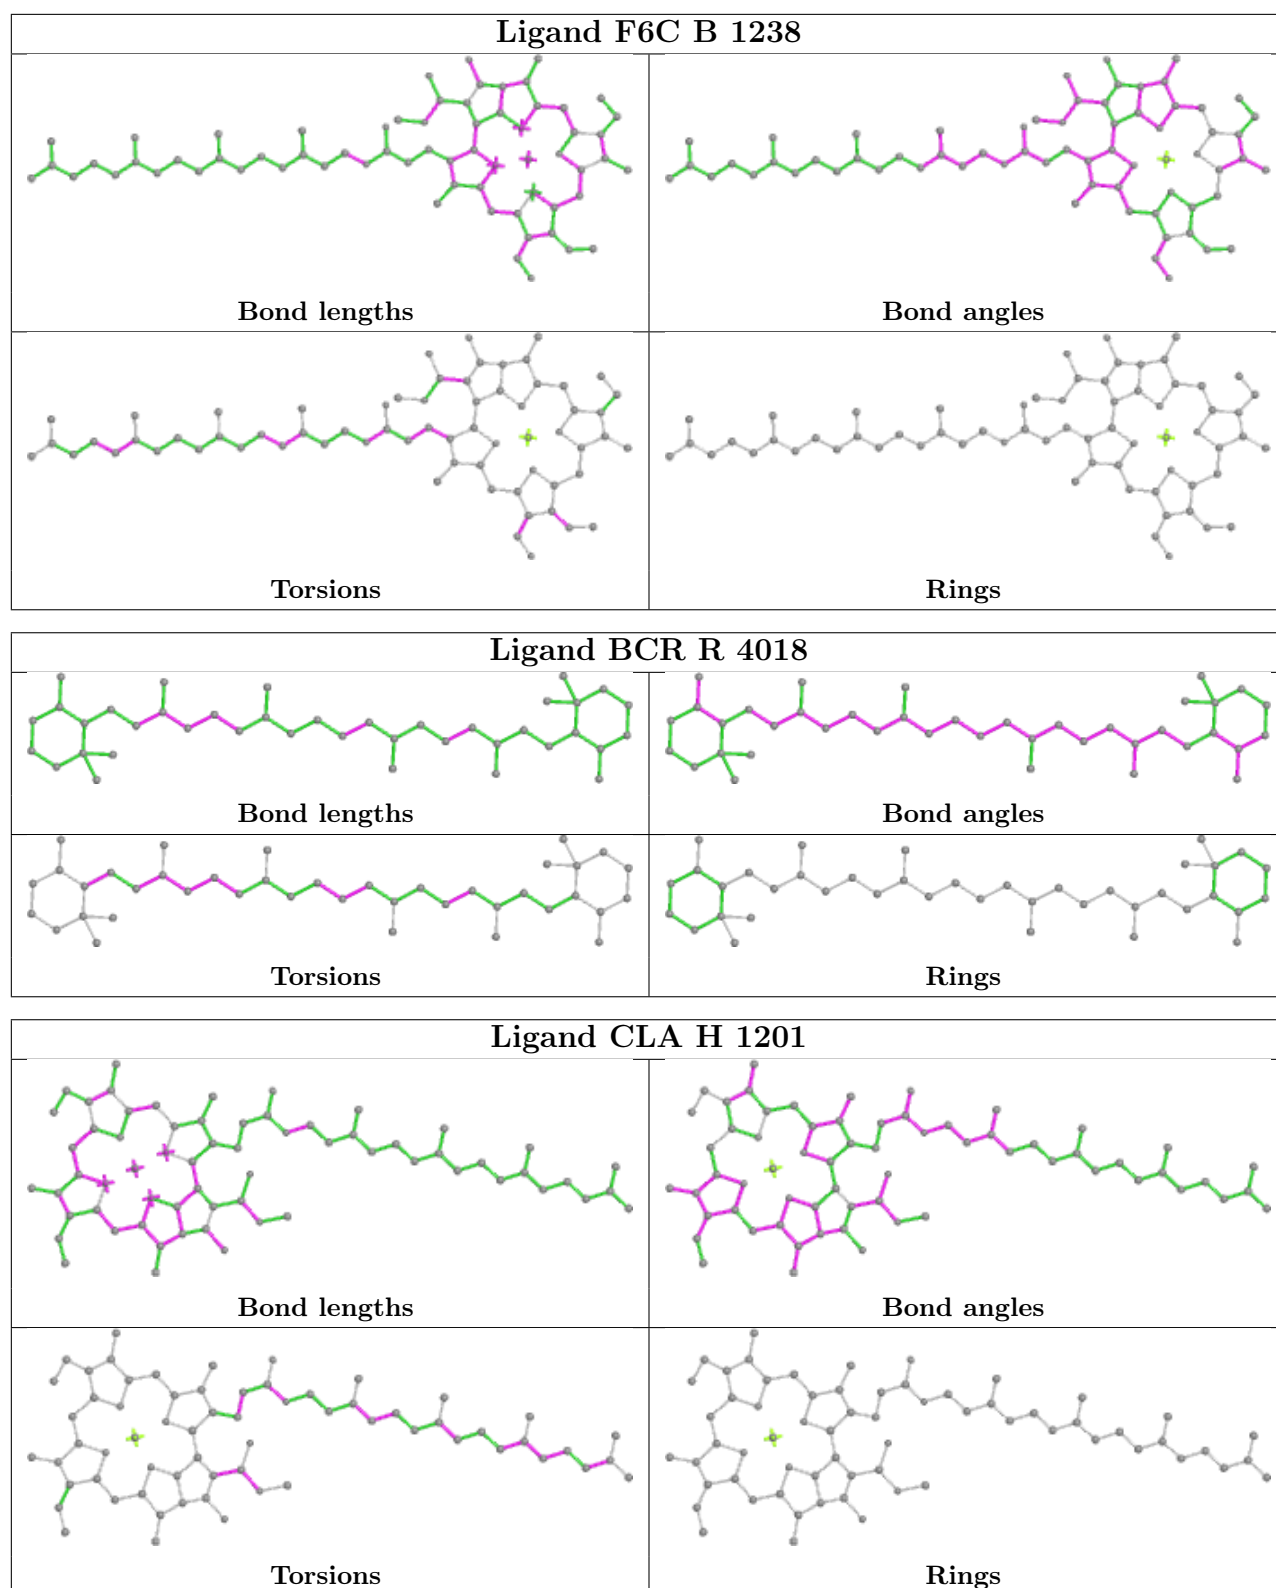 Ligand F6C B 1238
Bond lengths
Bond angles
Torsions
Rings
Ligand BCR R 4018
Bond lengths
Bond angles
Torsions
Rings
Ligand CLA H 1201
Bond lengths
Bond angles
Torsions
Rings